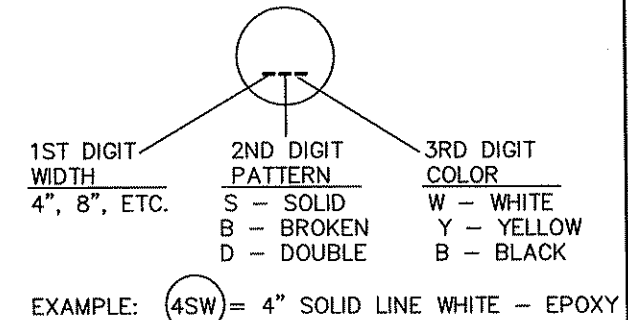 1ST DIGIT 2ND DIGIT 3RD DIGIT
WIDTH PATTERN COLOR
4", 8", ETC. S – SOLID W – WHITE
B – BROKEN Y – YELLOW
D – DOUBLE B – BLACK
EXAMPLE: 4SW = 4" SOLID LINE WHITE – EPOXY